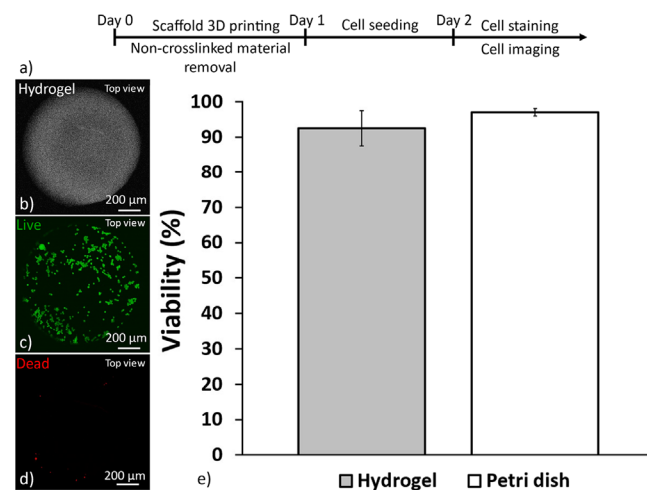 Day 0 Scaffold 3D printing Day 1 Cell seeding Day 2 Cell staining
Non-crosslinked material removal
Cell imaging
a)
Hydrogel Top view
b) 200 µm
Live Top view
c) 200 µm
Dead Top view
d) 200 µm
Viability (%)
100
90
80
70
60
50
40
30
20
10
0
e) Hydrogel Petri dish